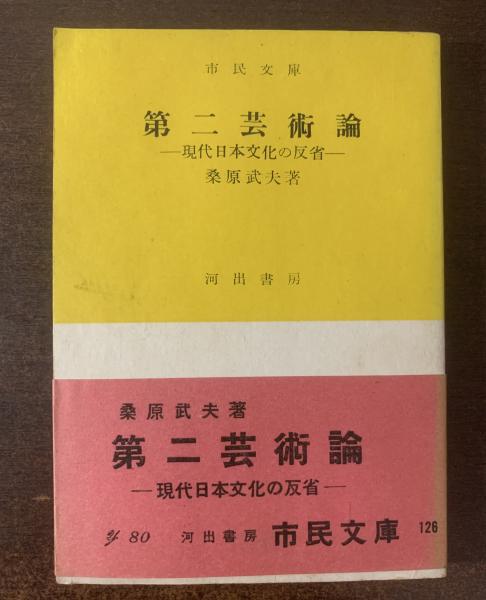 市民文庫
第二芸術論
—現代日本文化の反省—
桑原武夫著
河出書房
桑原武夫著
第二芸術論
—現代日本文化の反省—
80 河出書房 市民文庫 126